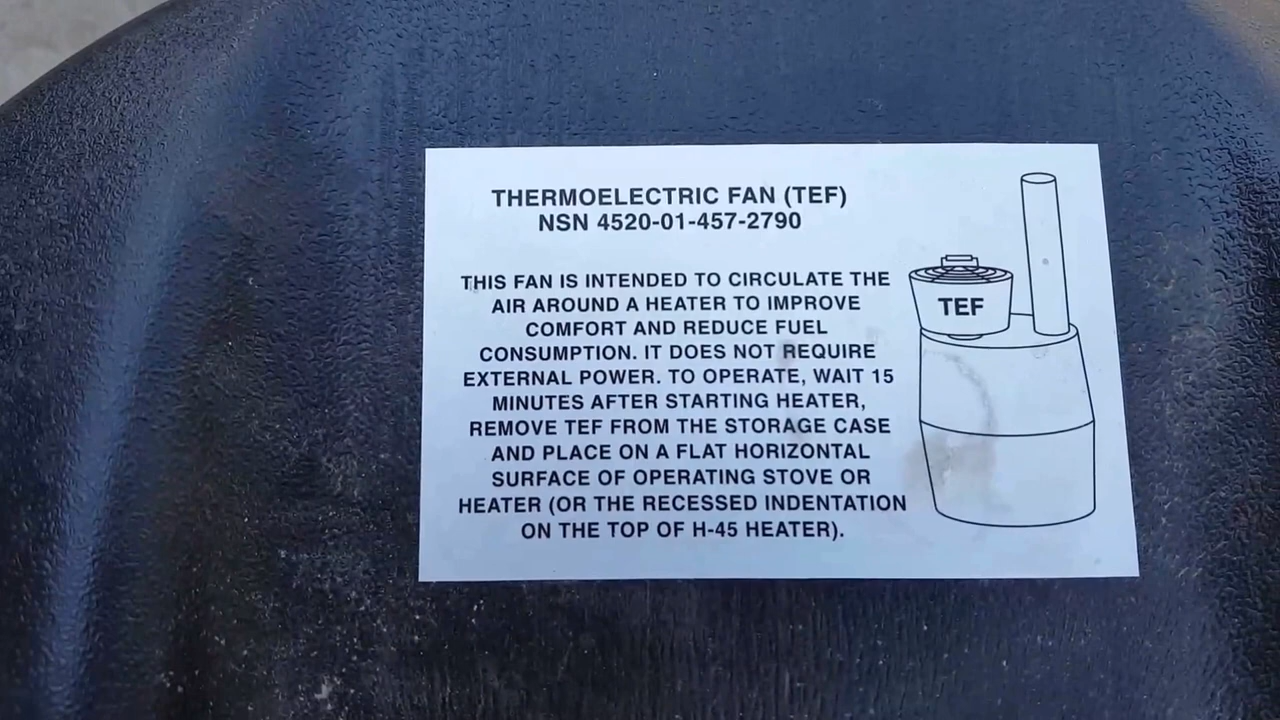 THERMOELECTRIC FAN (TEF)
NSN 4520-01-457-2790
THIS FAN IS INTENDED TO CIRCULATE THE
AIR AROUND A HEATER TO IMPROVE
COMFORT AND REDUCE FUEL
CONSUMPTION. IT DOES NOT REQUIRE
EXTERNAL POWER. TO OPERATE, WAIT 15
MINUTES AFTER STARTING HEATER,
REMOVE TEF FROM THE STORAGE CASE
AND PLACE ON A FLAT HORIZONTAL
SURFACE OF OPERATING STOVE OR
HEATER (OR THE RECESSED INDENTATION
ON THE TOP OF H-45 HEATER).
TEF